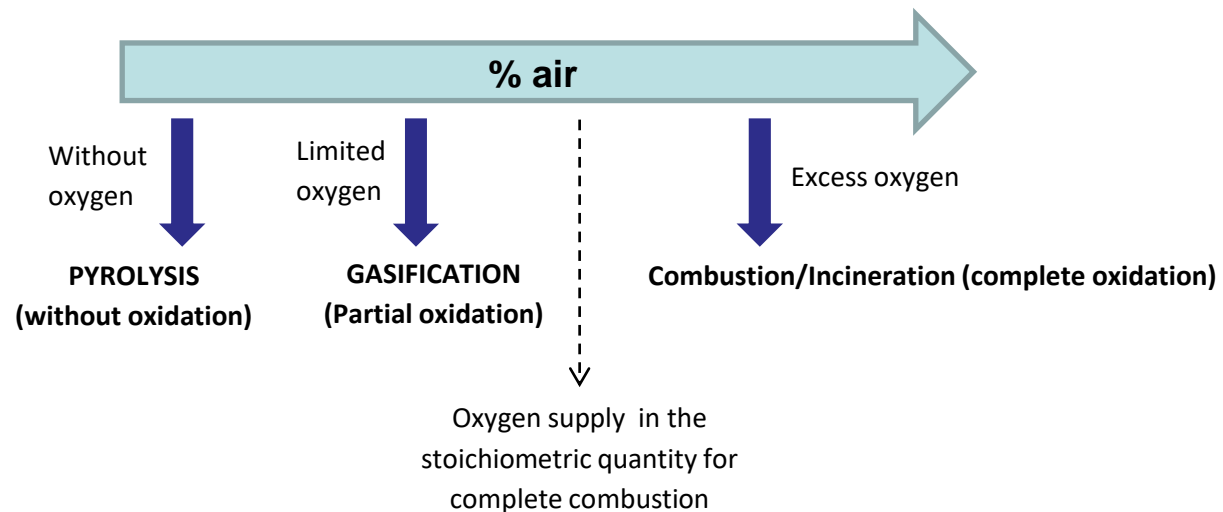 % air
Without
oxygen
Limited
oxygen
Excess oxygen
PYROLYSIS
(without oxidation)
GASIFICATION
(Partial oxidation)
Combustion/Incineration (complete oxidation)
Oxygen supply in the
stoichiometric quantity for
complete combustion